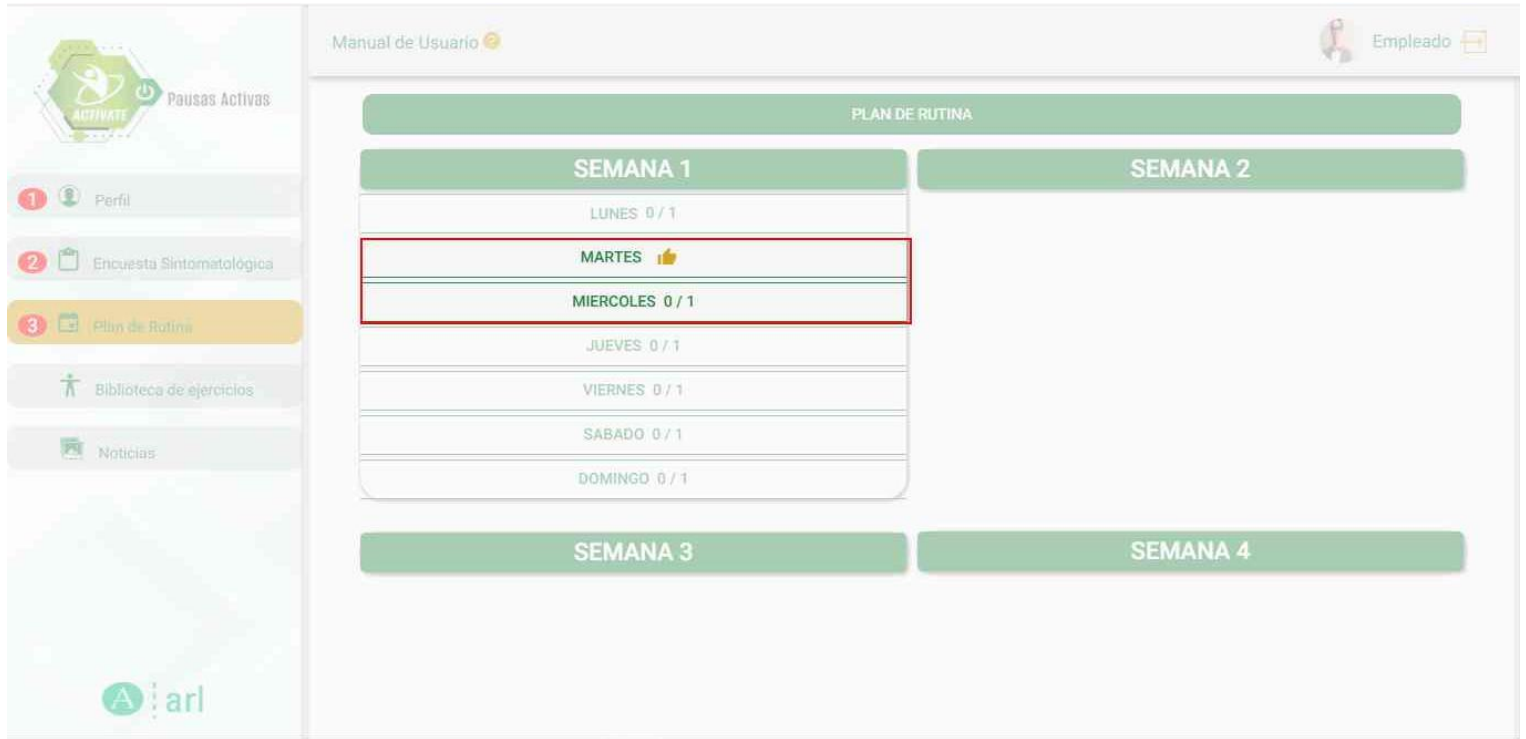 Manual de Usuario ?
Empleado
ACTIVATE
Pausas Activas
1 Perfil
2 Encuesta Sintomatológica
3 Plan de Rutina
Biblioteca de ejercicios
Noticias
A arl
PLAN DE RUTINA
SEMANA 1
LUNES 0 / 1
MARTES
MIERCOLES 0 / 1
JUEVES 0 / 1
VIERNES 0 / 1
SABADO 0 / 1
DOMINGO 0 / 1
SEMANA 2
SEMANA 3
SEMANA 4